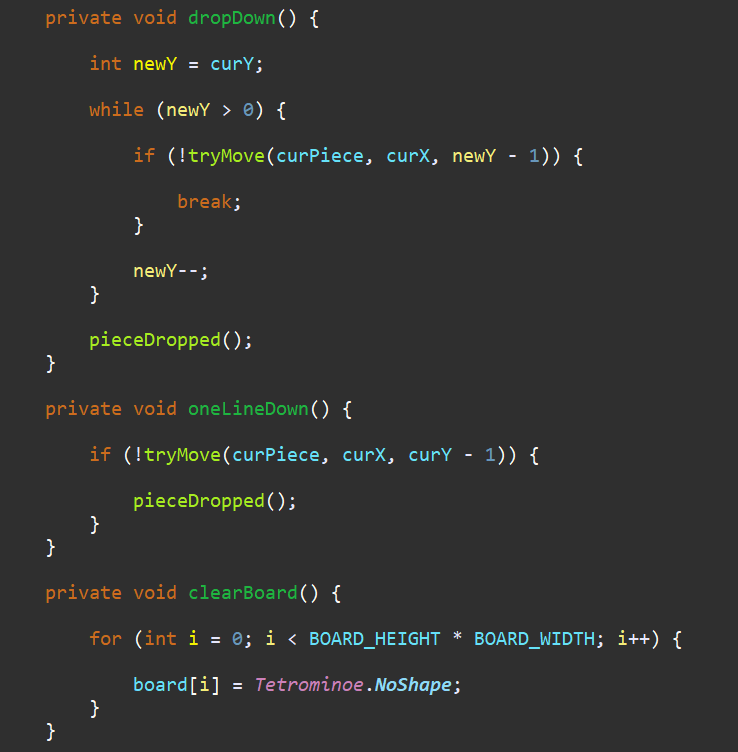 private void dropDown() {
int newY = curY;
while (newY > 0) {
if (!tryMove(curPiece, curX, newY - 1)) {
break;
}
newY--;
}
pieceDropped();
}
private void oneLineDown() {
if (!tryMove(curPiece, curX, curY - 1)) {
pieceDropped();
}
}
private void clearBoard() {
for (int i = 0; i < BOARD_HEIGHT * BOARD_WIDTH; i++) {
board[i] = Tetrominoe.NoShape;
}
}